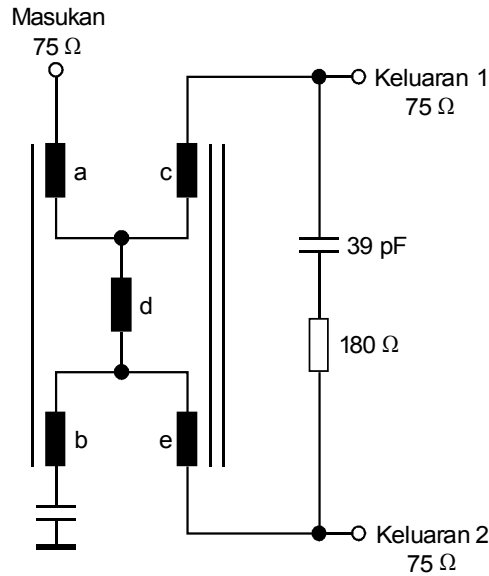 Masukan
75 Ω
Keluaran 1
75 Ω
a
c
39 pF
d
180 Ω
b
e
Keluaran 2
75 Ω